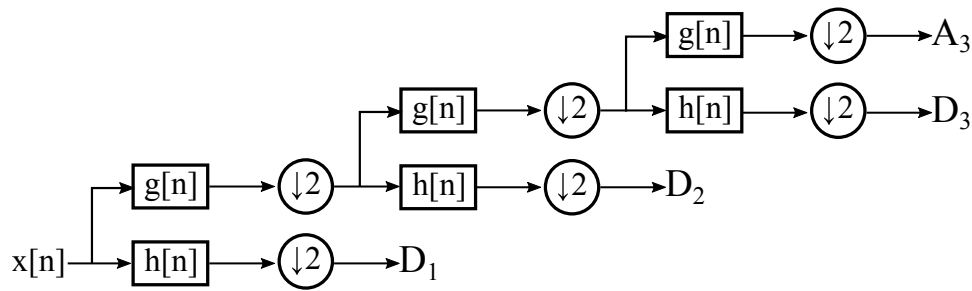 g[n] ↓2 A₃
g[n] ↓2 h[n] ↓2 D₃
g[n] ↓2 h[n] ↓2 D₂
x[n] h[n] ↓2 D₁